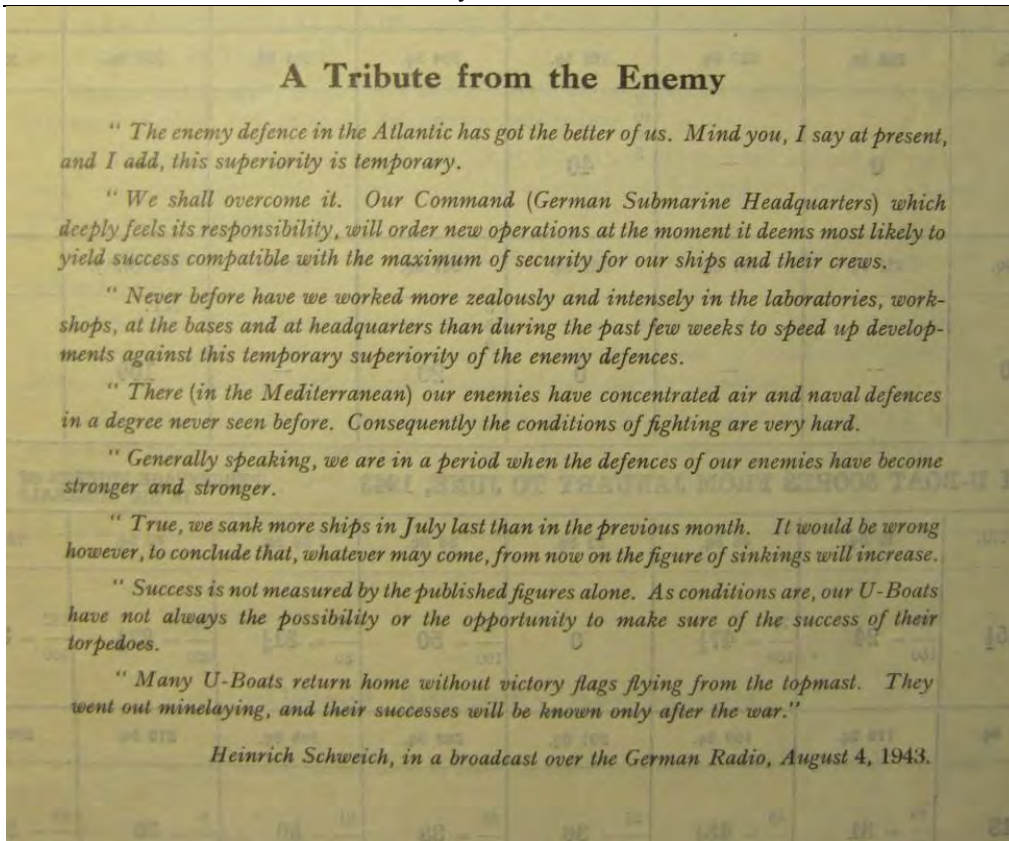 A Tribute from the Enemy
" The enemy defence in the Atlantic has got the better of us. Mind you, I say at present,
and I add, this superiority is temporary.
" We shall overcome it. Our Command (German Submarine Headquarters) which
deeply feels its responsibility, will order new operations at the moment it deems most likely to
yield success compatible with the maximum of security for our ships and their crews.
" Never before have we worked more zealously and intensely in the laboratories, work-
shops, at the bases and at headquarters than during the past few weeks to speed up develop-
ments against this temporary superiority of the enemy defences.
" There (in the Mediterranean) our enemies have concentrated air and naval defences
in a degree never seen before. Consequently the conditions of fighting are very hard.
" Generally speaking, we are in a period when the defences of our enemies have become
stronger and stronger.
" True, we sank more ships in July last than in the previous month. It would be wrong
however, to conclude that, whatever may come, from now on the figure of sinkings will increase.
" Success is not measured by the published figures alone. As conditions are, our U-Boats
have not always the possibility or the opportunity to make sure of the success of their
torpedoes.
" Many U-Boats return home without victory flags flying from the topmast. They
went out minelaying, and their successes will be known only after the war."
Heinrich Schweich, in a broadcast over the German Radio, August 4, 1943.